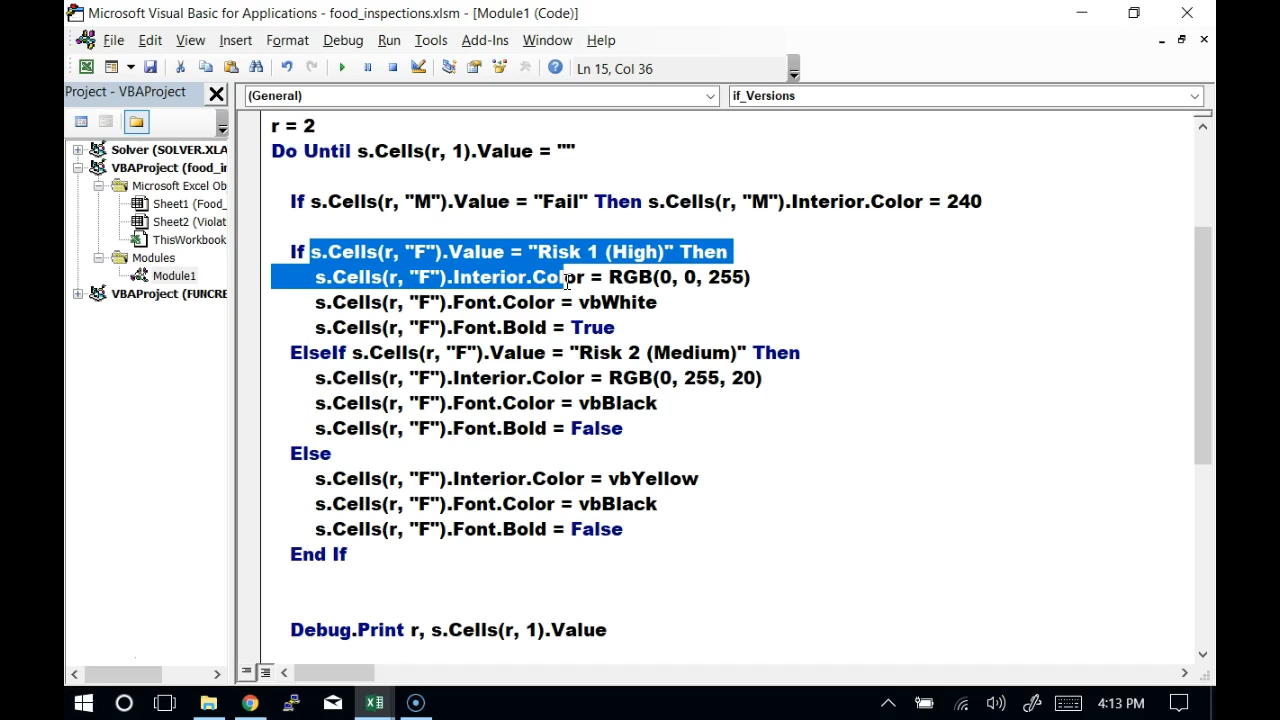 Microsoft Visual Basic for Applications - food_inspections.xlsm - [Module1 (Code)]
File Edit View Insert Format Debug Run Tools Add-Ins Window Help
Ln 15, Col 36
Project - VBAProject
(General)
if_Versions
Solver (SOLVER.XLA
VBAProject (food_ir
Microsoft Excel Ob
Sheet1 (Food_
Sheet2 (Violat
ThisWorkbook
Modules
Module1
VBAProject (FUNCRE
r = 2
Do Until s.Cells(r, 1).Value = ""
If s.Cells(r, "M").Value = "Fail" Then s.Cells(r, "M").Interior.Color = 240
If s.Cells(r, "F").Value = "Risk 1 (High)" Then
s.Cells(r, "F").Interior.Color = RGB(0, 0, 255)
s.Cells(r, "F").Font.Color = vbWhite
s.Cells(r, "F").Font.Bold = True
ElseIf s.Cells(r, "F").Value = "Risk 2 (Medium)" Then
s.Cells(r, "F").Interior.Color = RGB(0, 255, 20)
s.Cells(r, "F").Font.Color = vbBlack
s.Cells(r, "F").Font.Bold = False
Else
s.Cells(r, "F").Interior.Color = vbYellow
s.Cells(r, "F").Font.Color = vbBlack
s.Cells(r, "F").Font.Bold = False
End If
Debug.Print r, s.Cells(r, 1).Value
4:13 PM